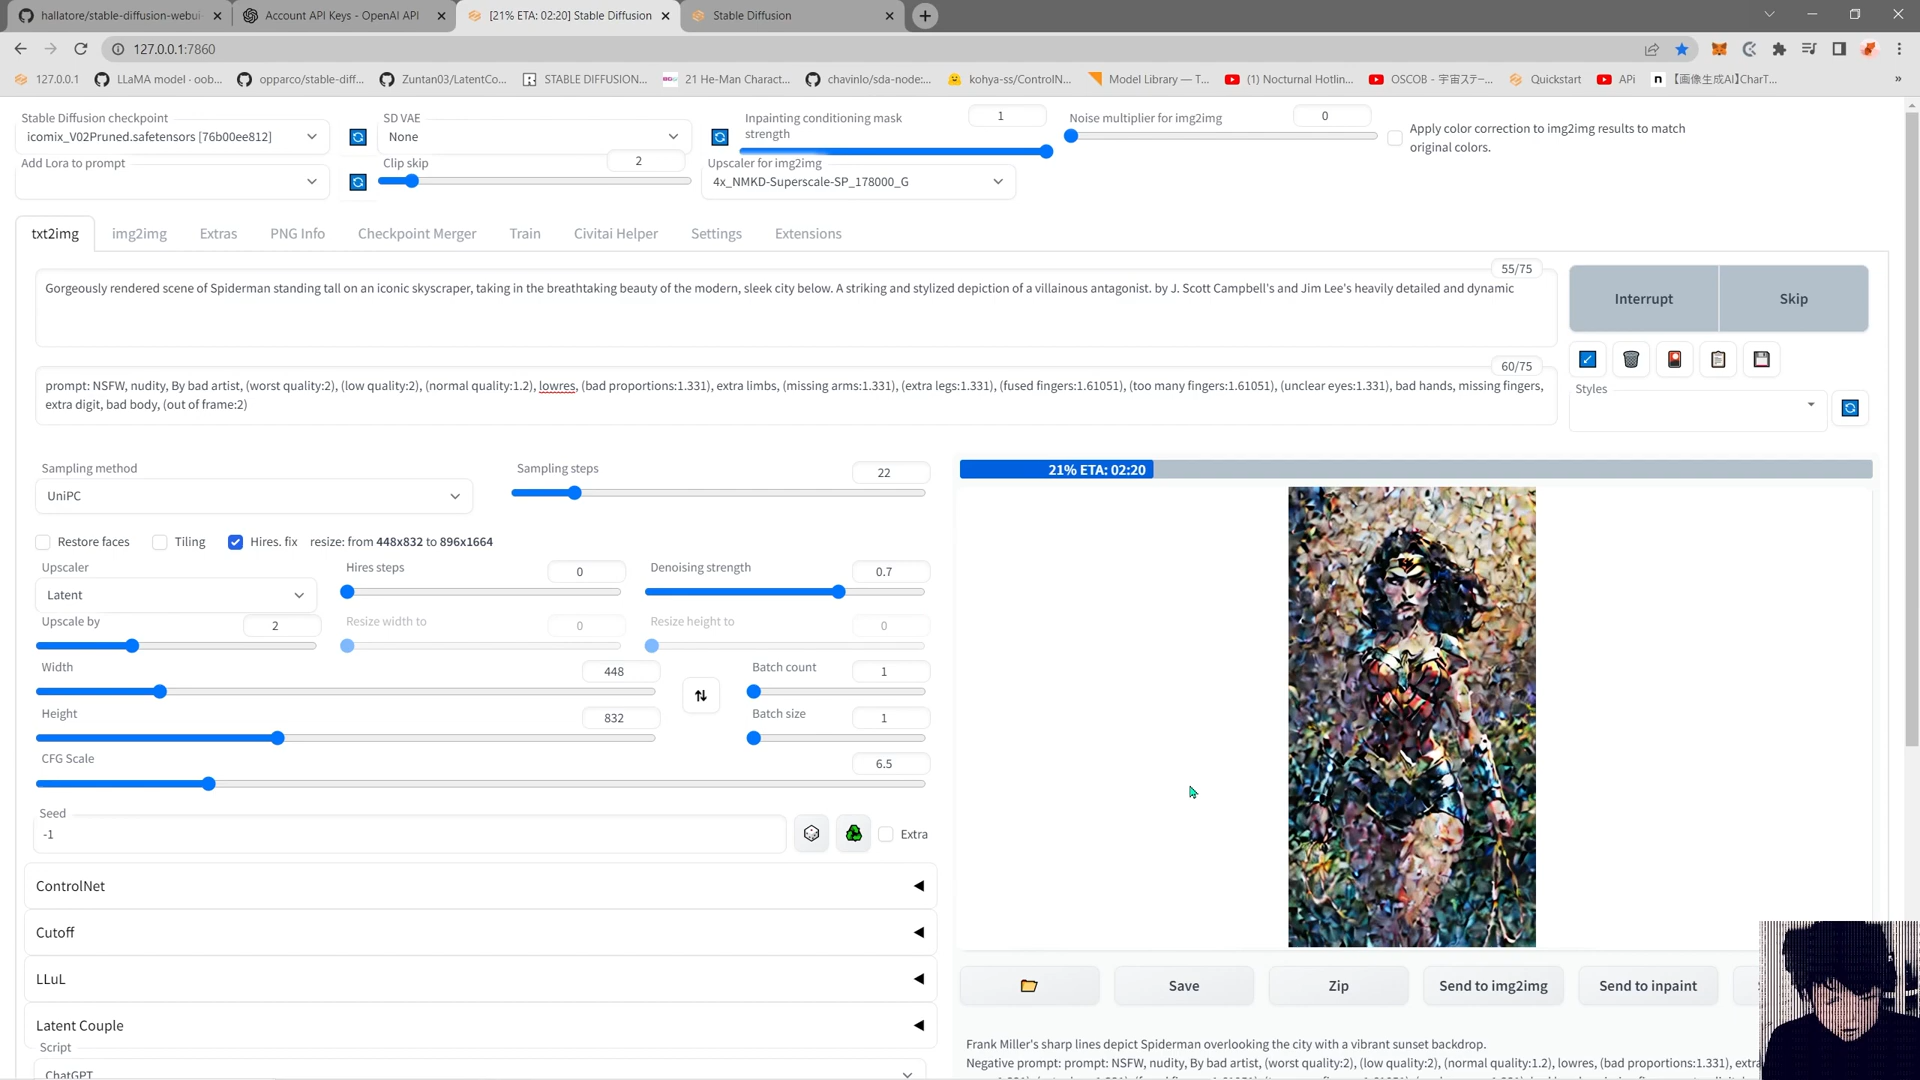 hallatore/stable-diffusion-webui
Account API Keys - OpenAI API
[21% ETA: 02:20] Stable Diffusion
Stable Diffusion
127.0.0.1:7860
127.0.0.1
LLaMA model · oob...
opparco/stable-diff...
Zuntan03/LatentCo...
STABLE DIFFUSION...
21 He-Man Charact...
chavinlo/sda-node:...
kohya-ss/ControlN...
Model Library — T...
(1) Nocturnal Hotlin...
OSCOB - 宇宙ステー...
Quickstart
APi
【画像生成AI】CharT...
Stable Diffusion checkpoint
icomix_V02Pruned.safetensors [76b00ee812]
SD VAE
None
Inpainting conditioning mask strength
1
Noise multiplier for img2img
0
Apply color correction to img2img results to match original colors.
Add Lora to prompt
Clip skip
2
Upscaler for img2img
4x_NMKD-Superscale-SP_178000_G
txt2img
img2img
Extras
PNG Info
Checkpoint Merger
Train
Civitai Helper
Settings
Extensions
55/75
Gorgeously rendered scene of Spiderman standing tall on an iconic skyscraper, taking in the breathtaking beauty of the modern, sleek city below. A striking and stylized depiction of a villainous antagonist. by J. Scott Campbell's and Jim Lee's heavily detailed and dynamic
Interrupt
Skip
60/75
prompt: NSFW, nudity, By bad artist, (worst quality:2), (low quality:2), (normal quality:1.2), lowres, (bad proportions:1.331), extra limbs, (missing arms:1.331), (extra legs:1.331), (fused fingers:1.61051), (too many fingers:1.61051), (unclear eyes:1.331), bad hands, missing fingers,
extra digit, bad body, (out of frame:2)
Styles
Sampling method
UniPC
Sampling steps
22
21% ETA: 02:20
Restore faces
Tiling
Hires. fix
resize: from 448x832 to 896x1664
Upscaler
Latent
Hires steps
0
Denoising strength
0.7
Upscale by
2
Resize width to
0
Resize height to
0
Width
448
Batch count
1
Height
832
Batch size
1
CFG Scale
6.5
Seed
-1
Extra
ControlNet
Cutoff
LLuL
Latent Couple
Script
ChatGPT
Save
Zip
Send to img2img
Send to inpaint
Frank Miller's sharp lines depict Spiderman overlooking the city with a vibrant sunset backdrop.
Negative prompt: prompt: NSFW, nudity, By bad artist, (worst quality:2), (low quality:2), (normal quality:1.2), lowres, (bad proportions:1.331), extra